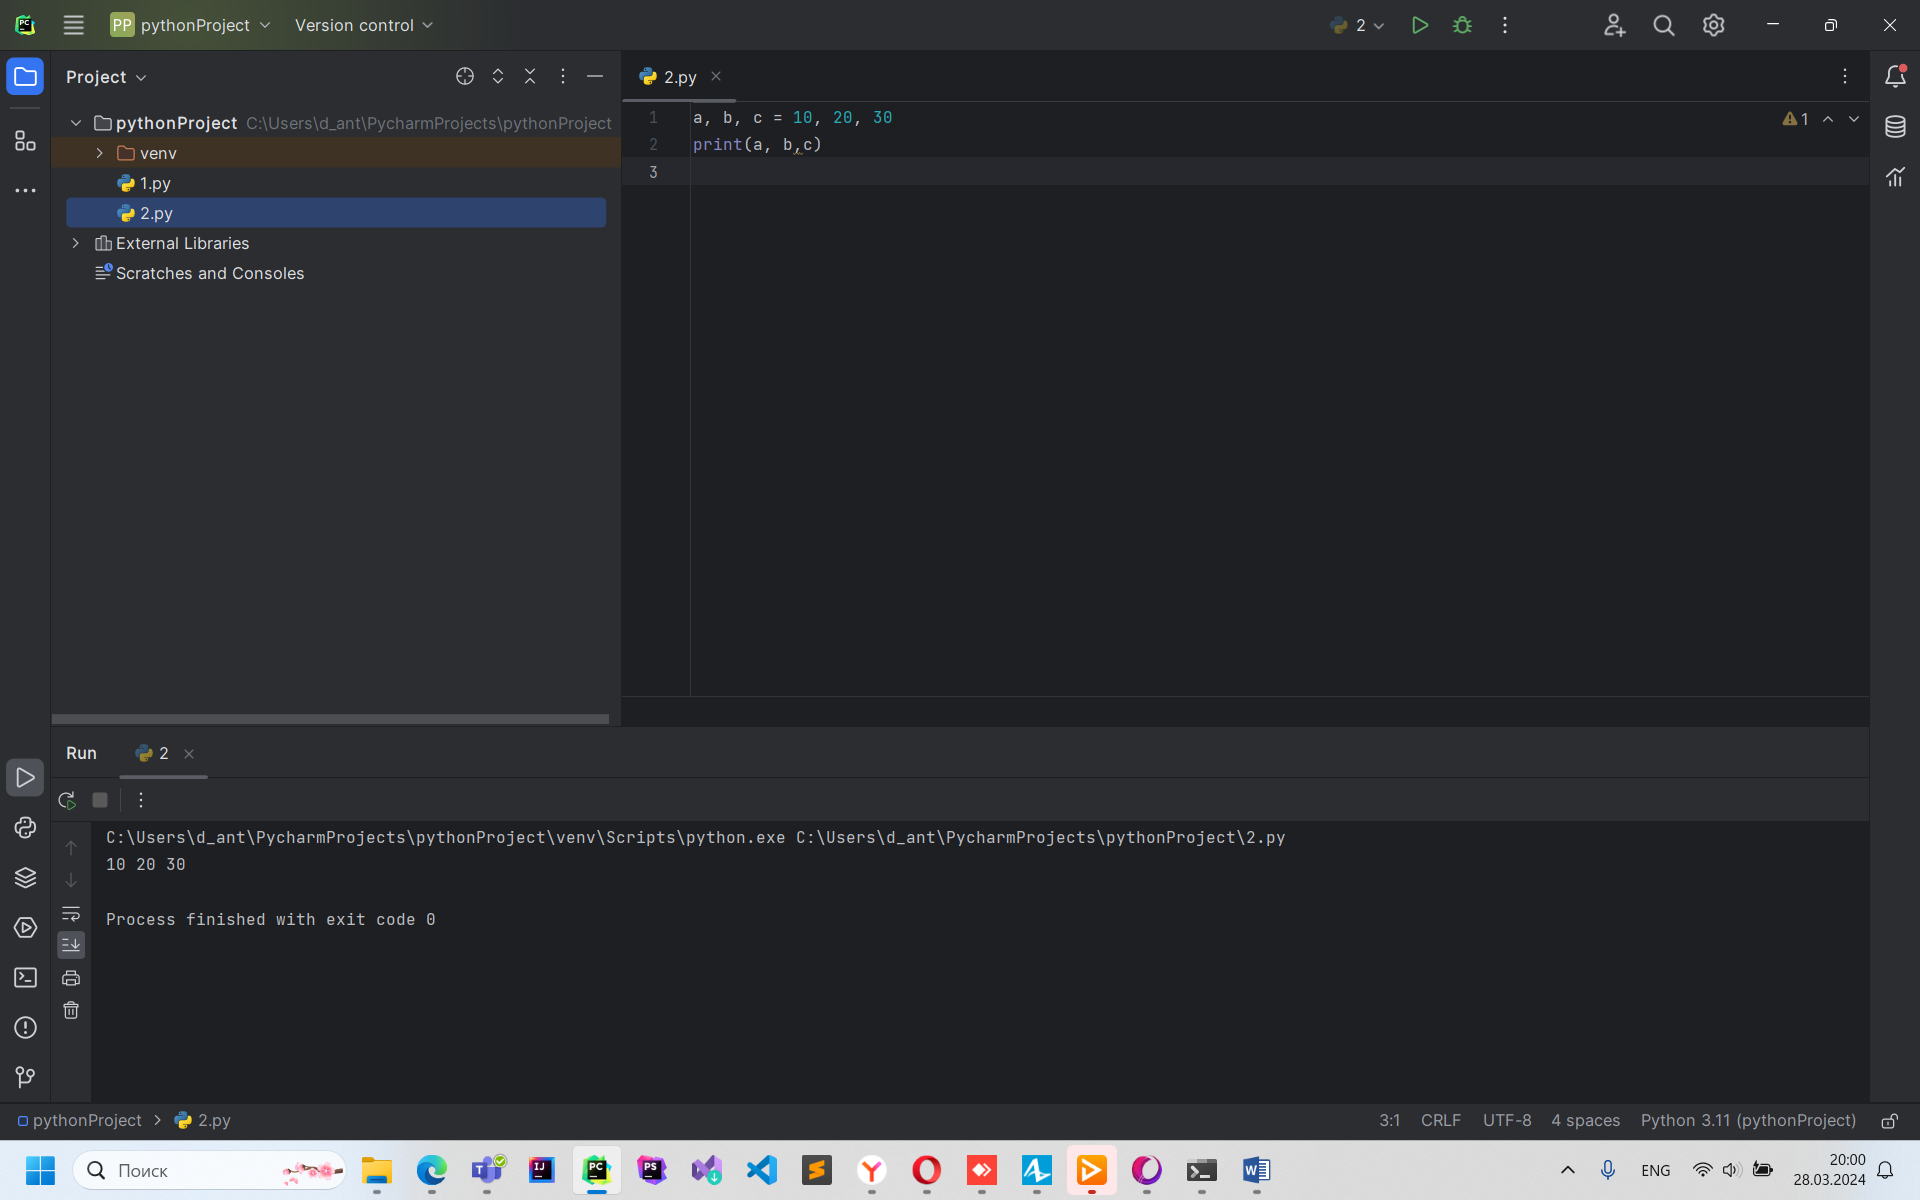 PP pythonProject Version control 2
Project
2.py
pythonProject C:\Users\d_ant\PycharmProjects\pythonProject
venv
1.py
2.py
External Libraries
Scratches and Consoles
1 a, b, c = 10, 20, 30
2 print(a, b,c)
3
1
Run 2
C:\Users\d_ant\PycharmProjects\pythonProject\venv\Scripts\python.exe C:\Users\d_ant\PycharmProjects\pythonProject\2.py
10 20 30
Process finished with exit code 0
pythonProject 2.py 3:1 CRLF UTF-8 4 spaces Python 3.11 (pythonProject)
Поиск
ENG
20:00
28.03.2024